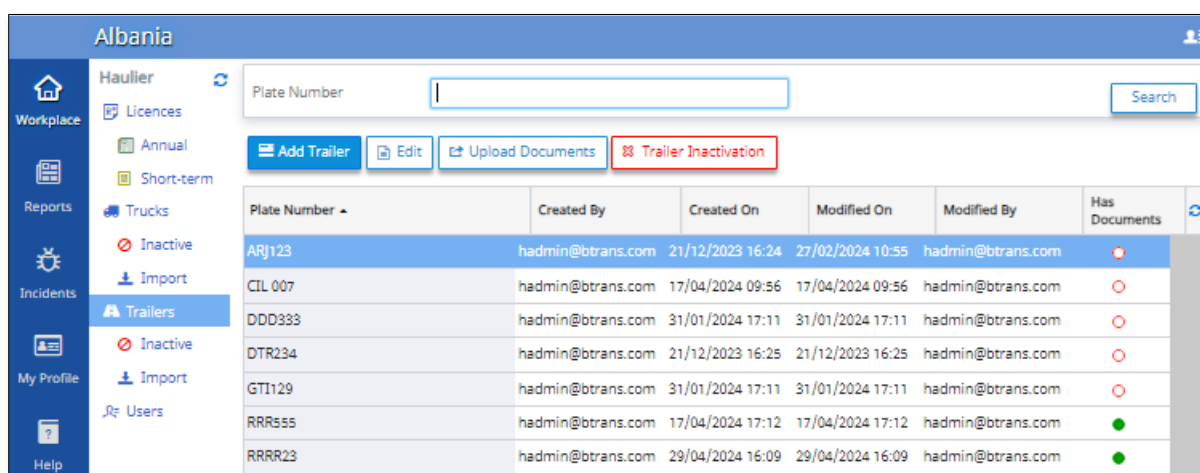 Albania
Workplace
Reports
Incidents
My Profile
Help
Haulier
Licences
Annual
Short-term
Trucks
Inactive
Import
Trailers
Inactive
Import
Users
Plate Number
Search
Add Trailer Edit Upload Documents Trailer Inactivation
Plate Number Created By Created On Modified On Modified By Has Documents
ARJ123 hadmin@btrans.com 21/12/2023 16:24 27/02/2024 10:55 hadmin@btrans.com
CIL 007 hadmin@btrans.com 17/04/2024 09:56 17/04/2024 09:56 hadmin@btrans.com
DDD333 hadmin@btrans.com 31/01/2024 17:11 31/01/2024 17:11 hadmin@btrans.com
DTR234 hadmin@btrans.com 21/12/2023 16:25 21/12/2023 16:25 hadmin@btrans.com
GTI129 hadmin@btrans.com 31/01/2024 17:11 31/01/2024 17:11 hadmin@btrans.com
RRR555 hadmin@btrans.com 17/04/2024 17:12 17/04/2024 17:12 hadmin@btrans.com
RRRR23 hadmin@btrans.com 29/04/2024 16:09 29/04/2024 16:09 hadmin@btrans.com